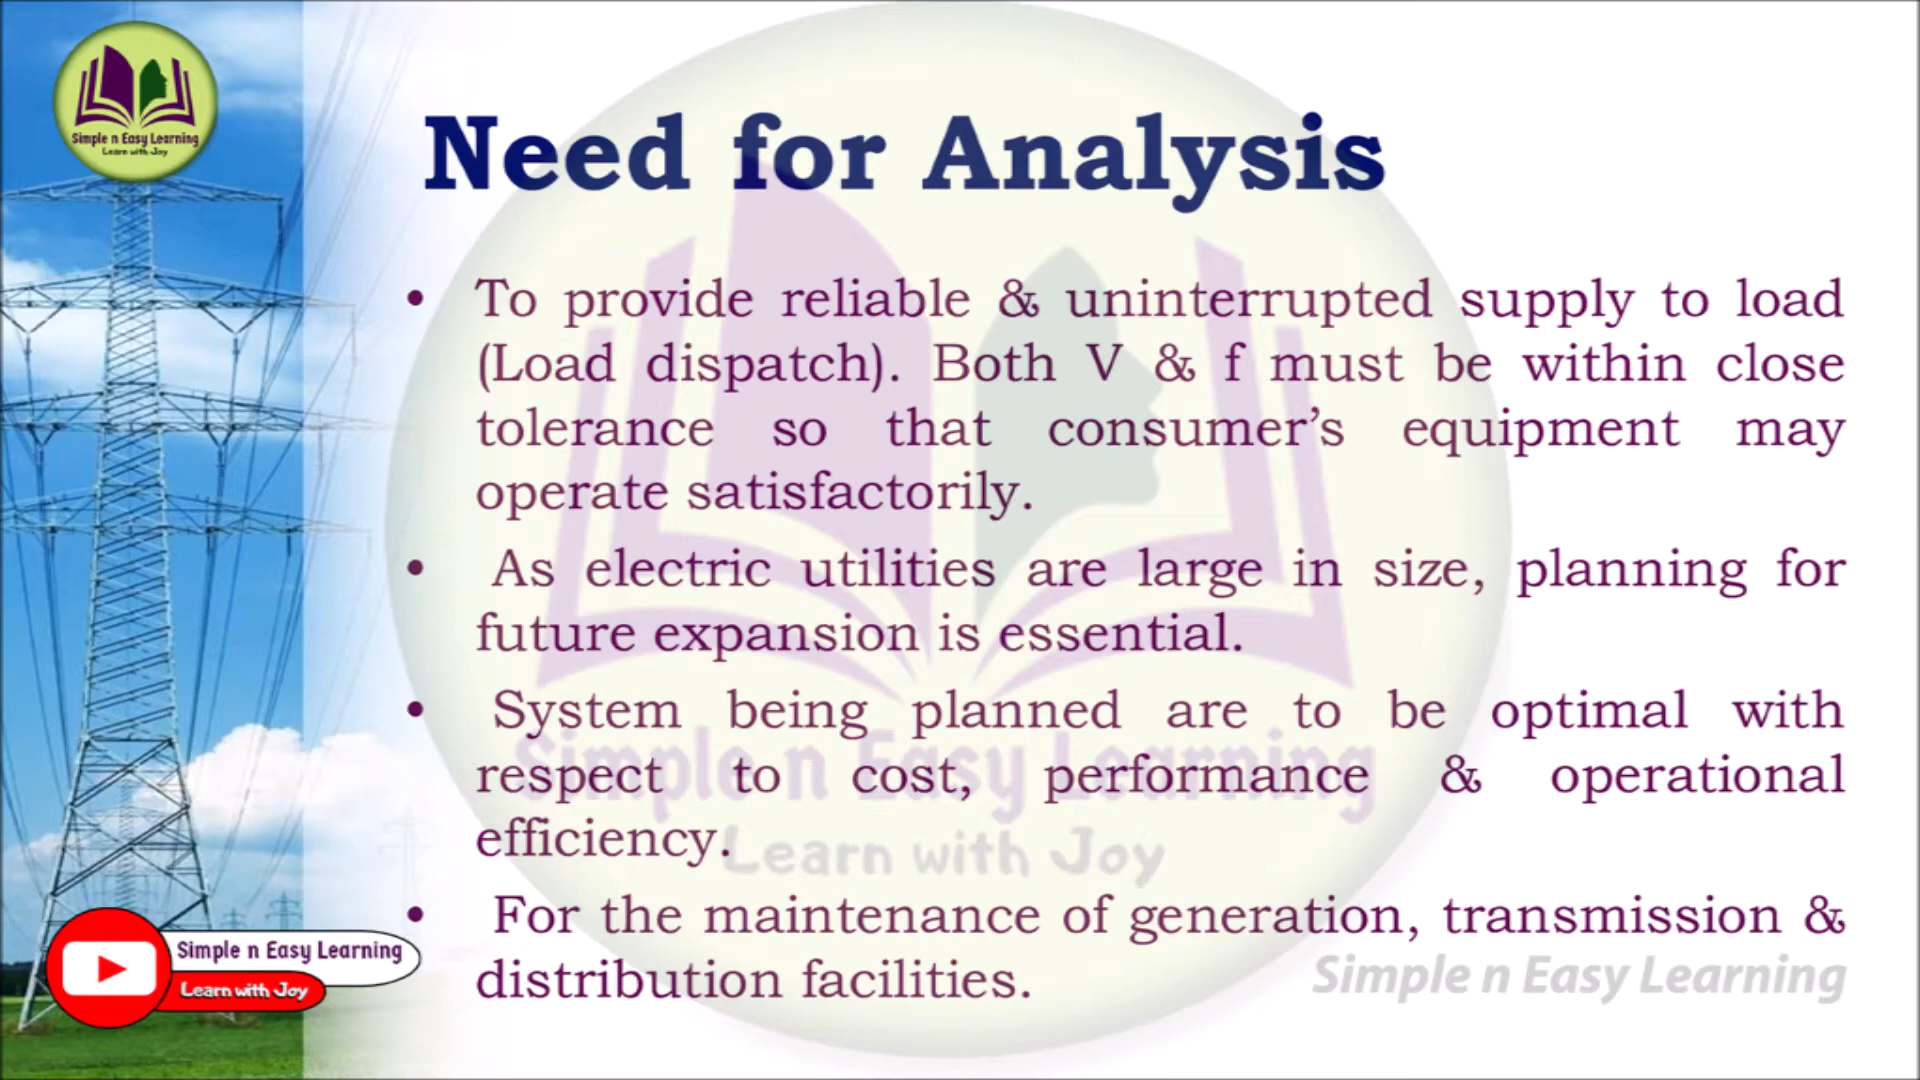 Simple n Easy Learning
Learn with Joy
Need for Analysis
• To provide reliable & uninterrupted supply to load
(Load dispatch). Both V & f must be within close
tolerance so that consumer’s equipment may
operate satisfactorily.
• As electric utilities are large in size, planning for
future expansion is essential.
• System being planned are to be optimal with
respect to cost, performance & operational
efficiency.
• For the maintenance of generation, transmission &
distribution facilities.
Simple n Easy Learning
Learn with Joy
Simple n Easy Learning
Learn with Joy
Simple n Easy Learning